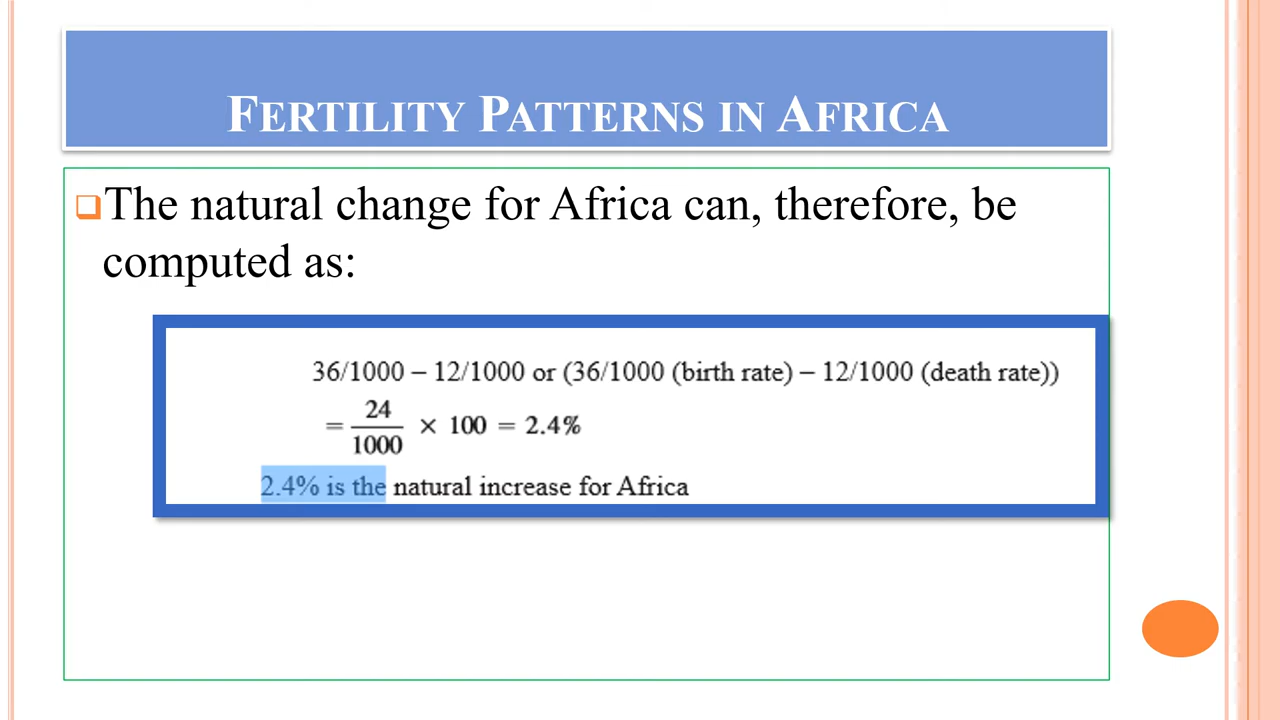 FERTILITY PATTERNS IN AFRICA
The natural change for Africa can, therefore, be
computed as:
36/1000 – 12/1000 or (36/1000 (birth rate) – 12/1000 (death rate))
= 24/1000 × 100 = 2.4%
2.4% is the natural increase for Africa